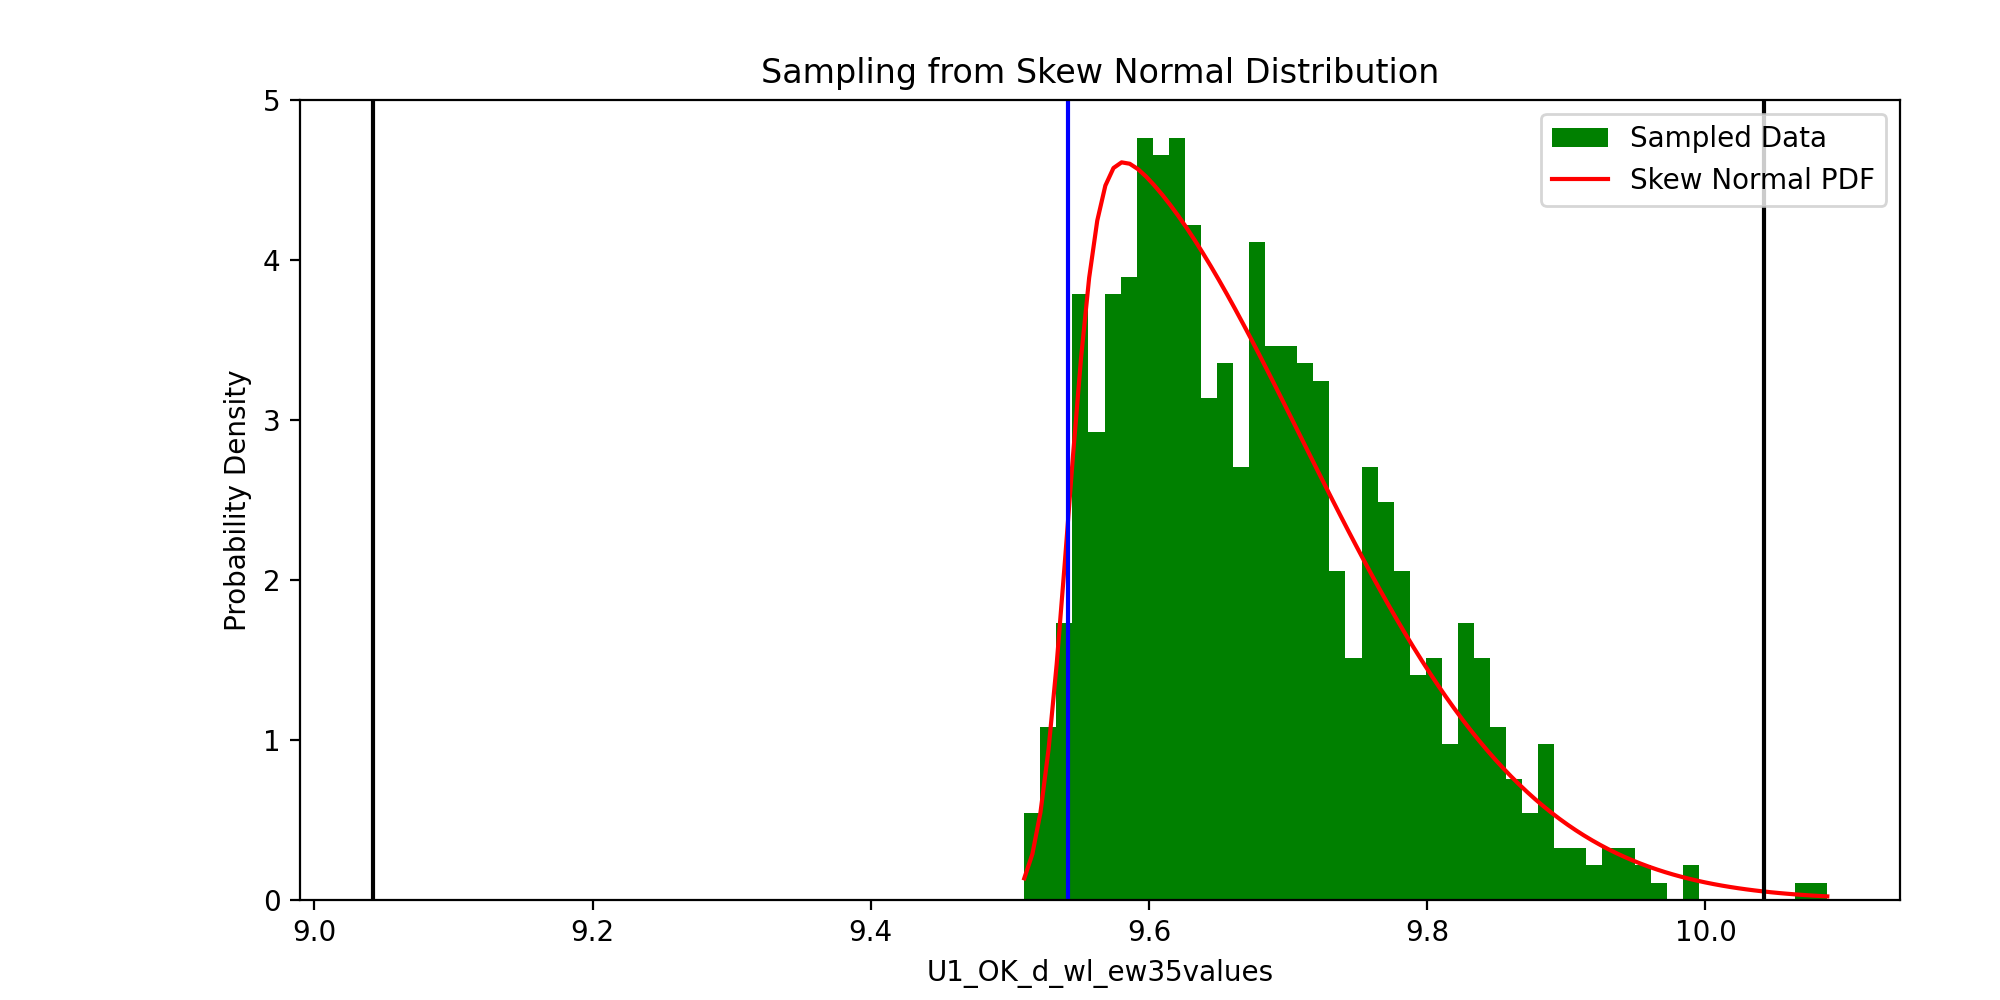 Sampling from Skew Normal Distribution
Sampled Data
Skew Normal PDF
Probability Density
5
4
3
2
1
0
9.0 9.2 9.4 9.6 9.8 10.0
U1_OK_d_wl_ew35values